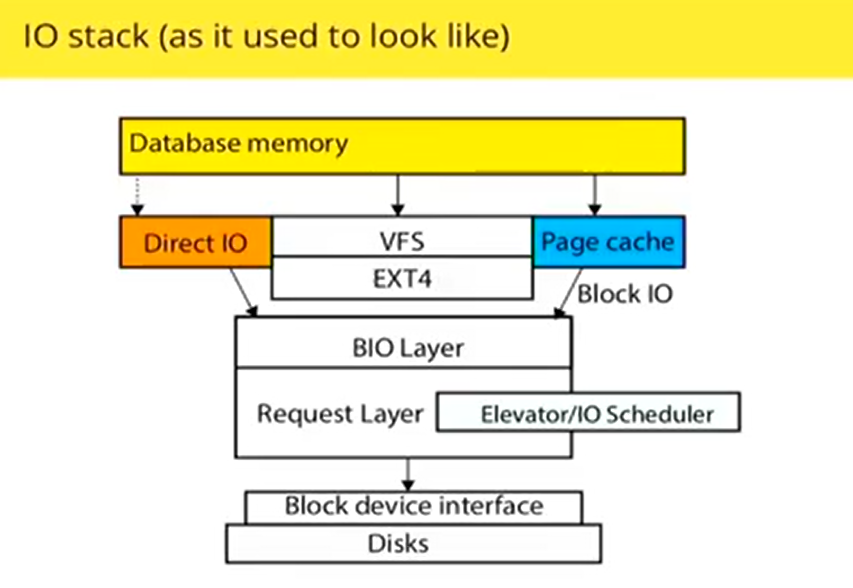 IO stack (as it used to look like)
Database memory
Direct IO
VFS
Page cache
EXT4
Block IO
BIO Layer
Request Layer
Elevator/IO Scheduler
Block device interface
Disks